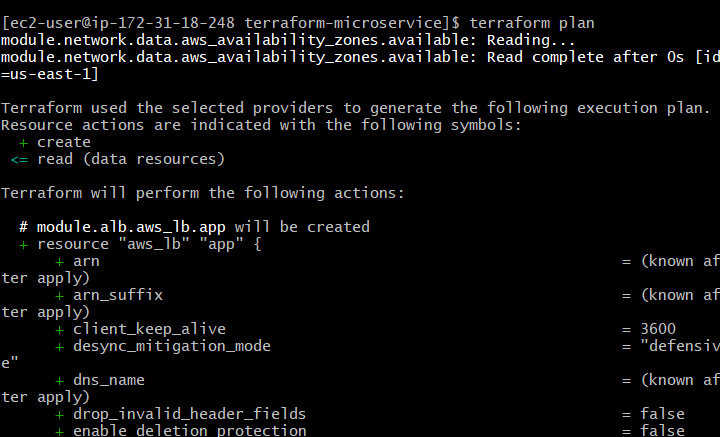 [ec2-user@ip-172-31-18-248 terraform-microservice]$ terraform plan
module.network.data.aws_availability_zones.available: Reading...
module.network.data.aws_availability_zones.available: Read complete after 0s [id
=us-east-1]

Terraform used the selected providers to generate the following execution plan.
Resource actions are indicated with the following symbols:
  + create
 <= read (data resources)

Terraform will perform the following actions:

  # module.alb.aws_lb.app will be created
  + resource "aws_lb" "app" {
      + arn                                                          = (known af
ter apply)
      + arn_suffix                                                   = (known af
ter apply)
      + client_keep_alive                                            = 3600
      + desync_mitigation_mode                                       = "defensiv
e"
      + dns_name                                                     = (known af
ter apply)
      + drop_invalid_header_fields                                   = false
      + enable_deletion_protection                                   = false